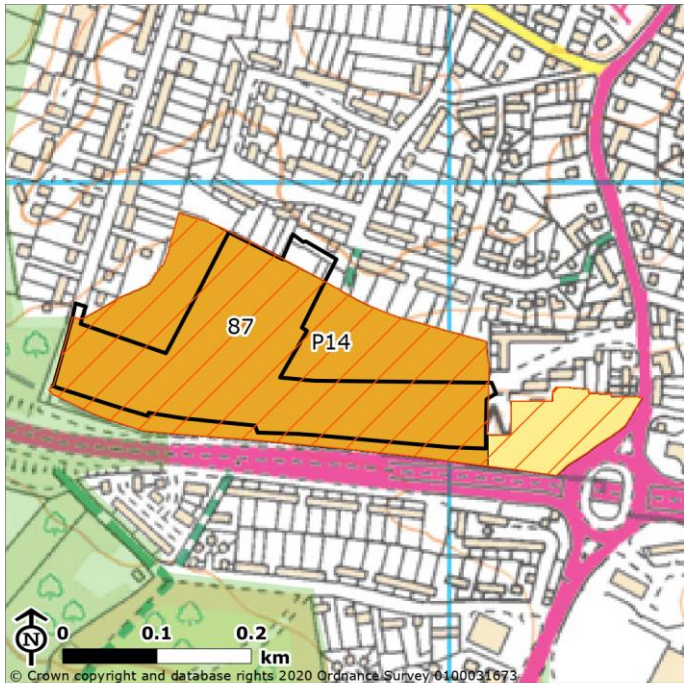 87
P14
N
0 0.1 0.2
km
© Crown copyright and database rights 2020 Ordnance Survey 0100031673